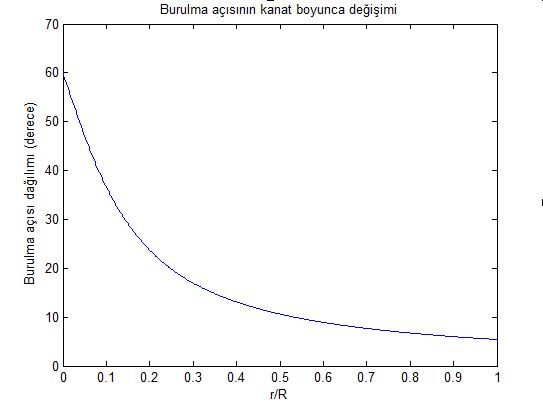 Burulma açısının kanat boyunca değişimi
70
60
50
40
30
20
10
0
Burulma açısı dağılımı (derece)
0 0.1 0.2 0.3 0.4 0.5 0.6 0.7 0.8 0.9 1
r/R